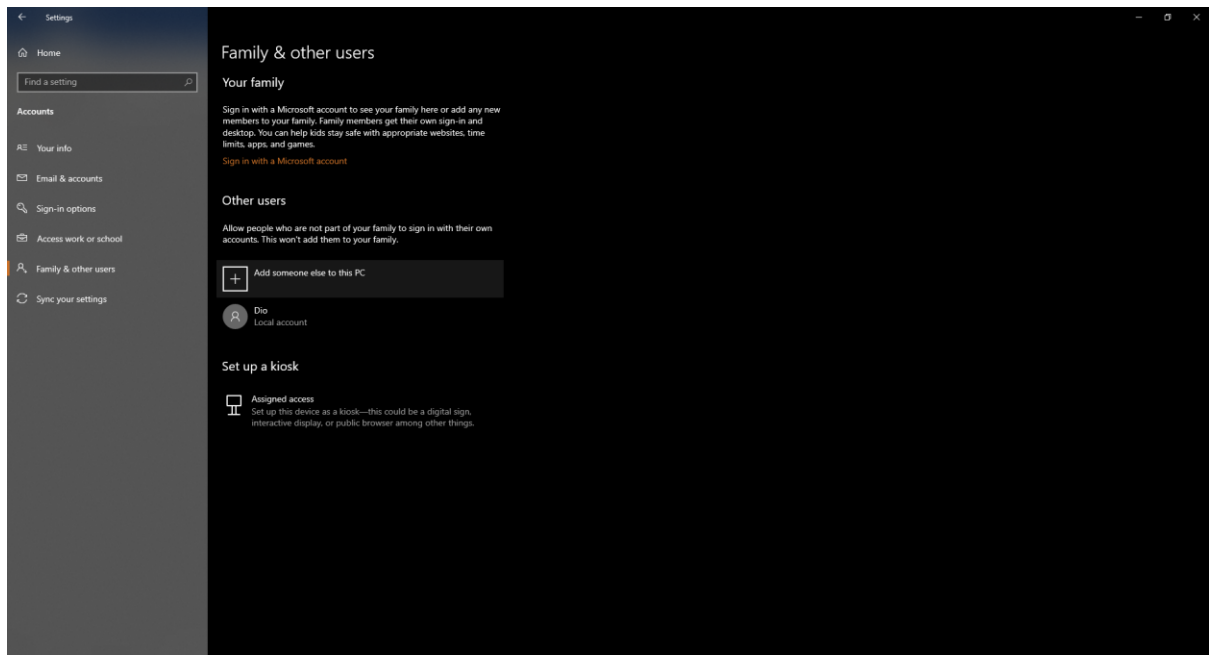 Settings
Home
Find a setting
Accounts
Your info
Email & accounts
Sign-in options
Access work or school
Family & other users
Sync your settings
Family & other users
Your family
Sign in with a Microsoft account to see your family here or add any new
members to your family. Family members get their own sign-in and
desktop. You can help kids stay safe with appropriate websites, time
limits, apps, and games.
Sign in with a Microsoft account
Other users
Allow people who are not part of your family to sign in with their own
accounts. This won't add them to your family.
Add someone else to this PC
Dio
Local account
Set up a kiosk
Assigned access
Set up this device as a kiosk—this could be a digital sign,
interactive display, or public browser among other things.